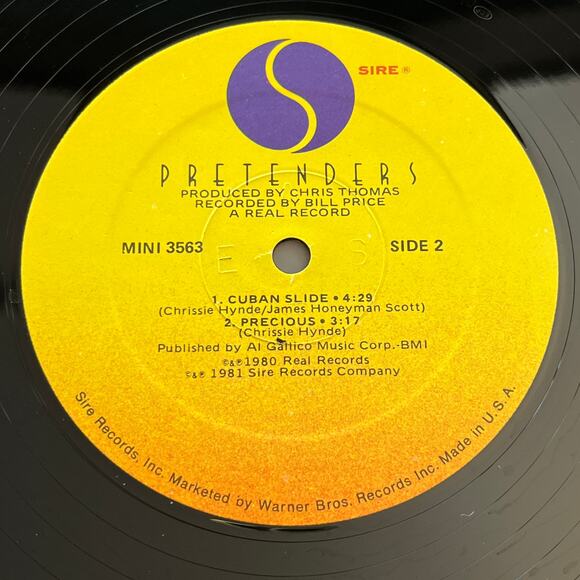 SIRE ®
PRETENDERS
PRODUCED BY CHRIS THOMAS
RECORDED BY BILL PRICE
A REAL RECORD
MINI 3563
SIDE 2
E S
1. CUBAN SLIDE • 4:29
(Chrissie Hynde/James Honeyman Scott)
2. PRECIOUS • 3:17
(Chrissie Hynde)
Published by Al Gallico Music Corp.-BMI
©&℗1980 Real Records
©&℗ 1981 Sire Records Company
Sire Records, Inc. Marketed by Warner Bros. Records Inc. Made in U.S.A.